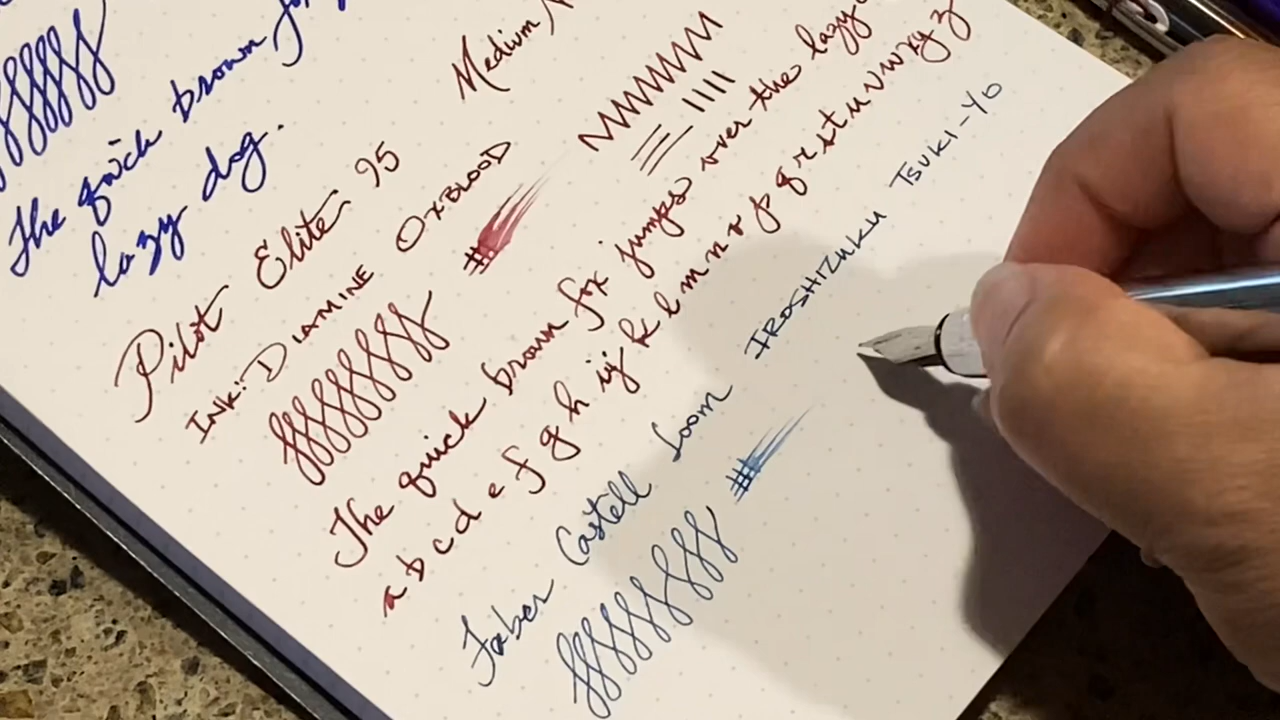 The quick brown
lazy dog.
Pilot Elite 95 Medium
INK: DIAMINE OXBLOOD
The quick brown fox jumps over the lazy
a b c d e f g h ij k l m n o p q r s t u v w x y z
Faber Castell Loom IROSHIZUKU TSUKI-YO